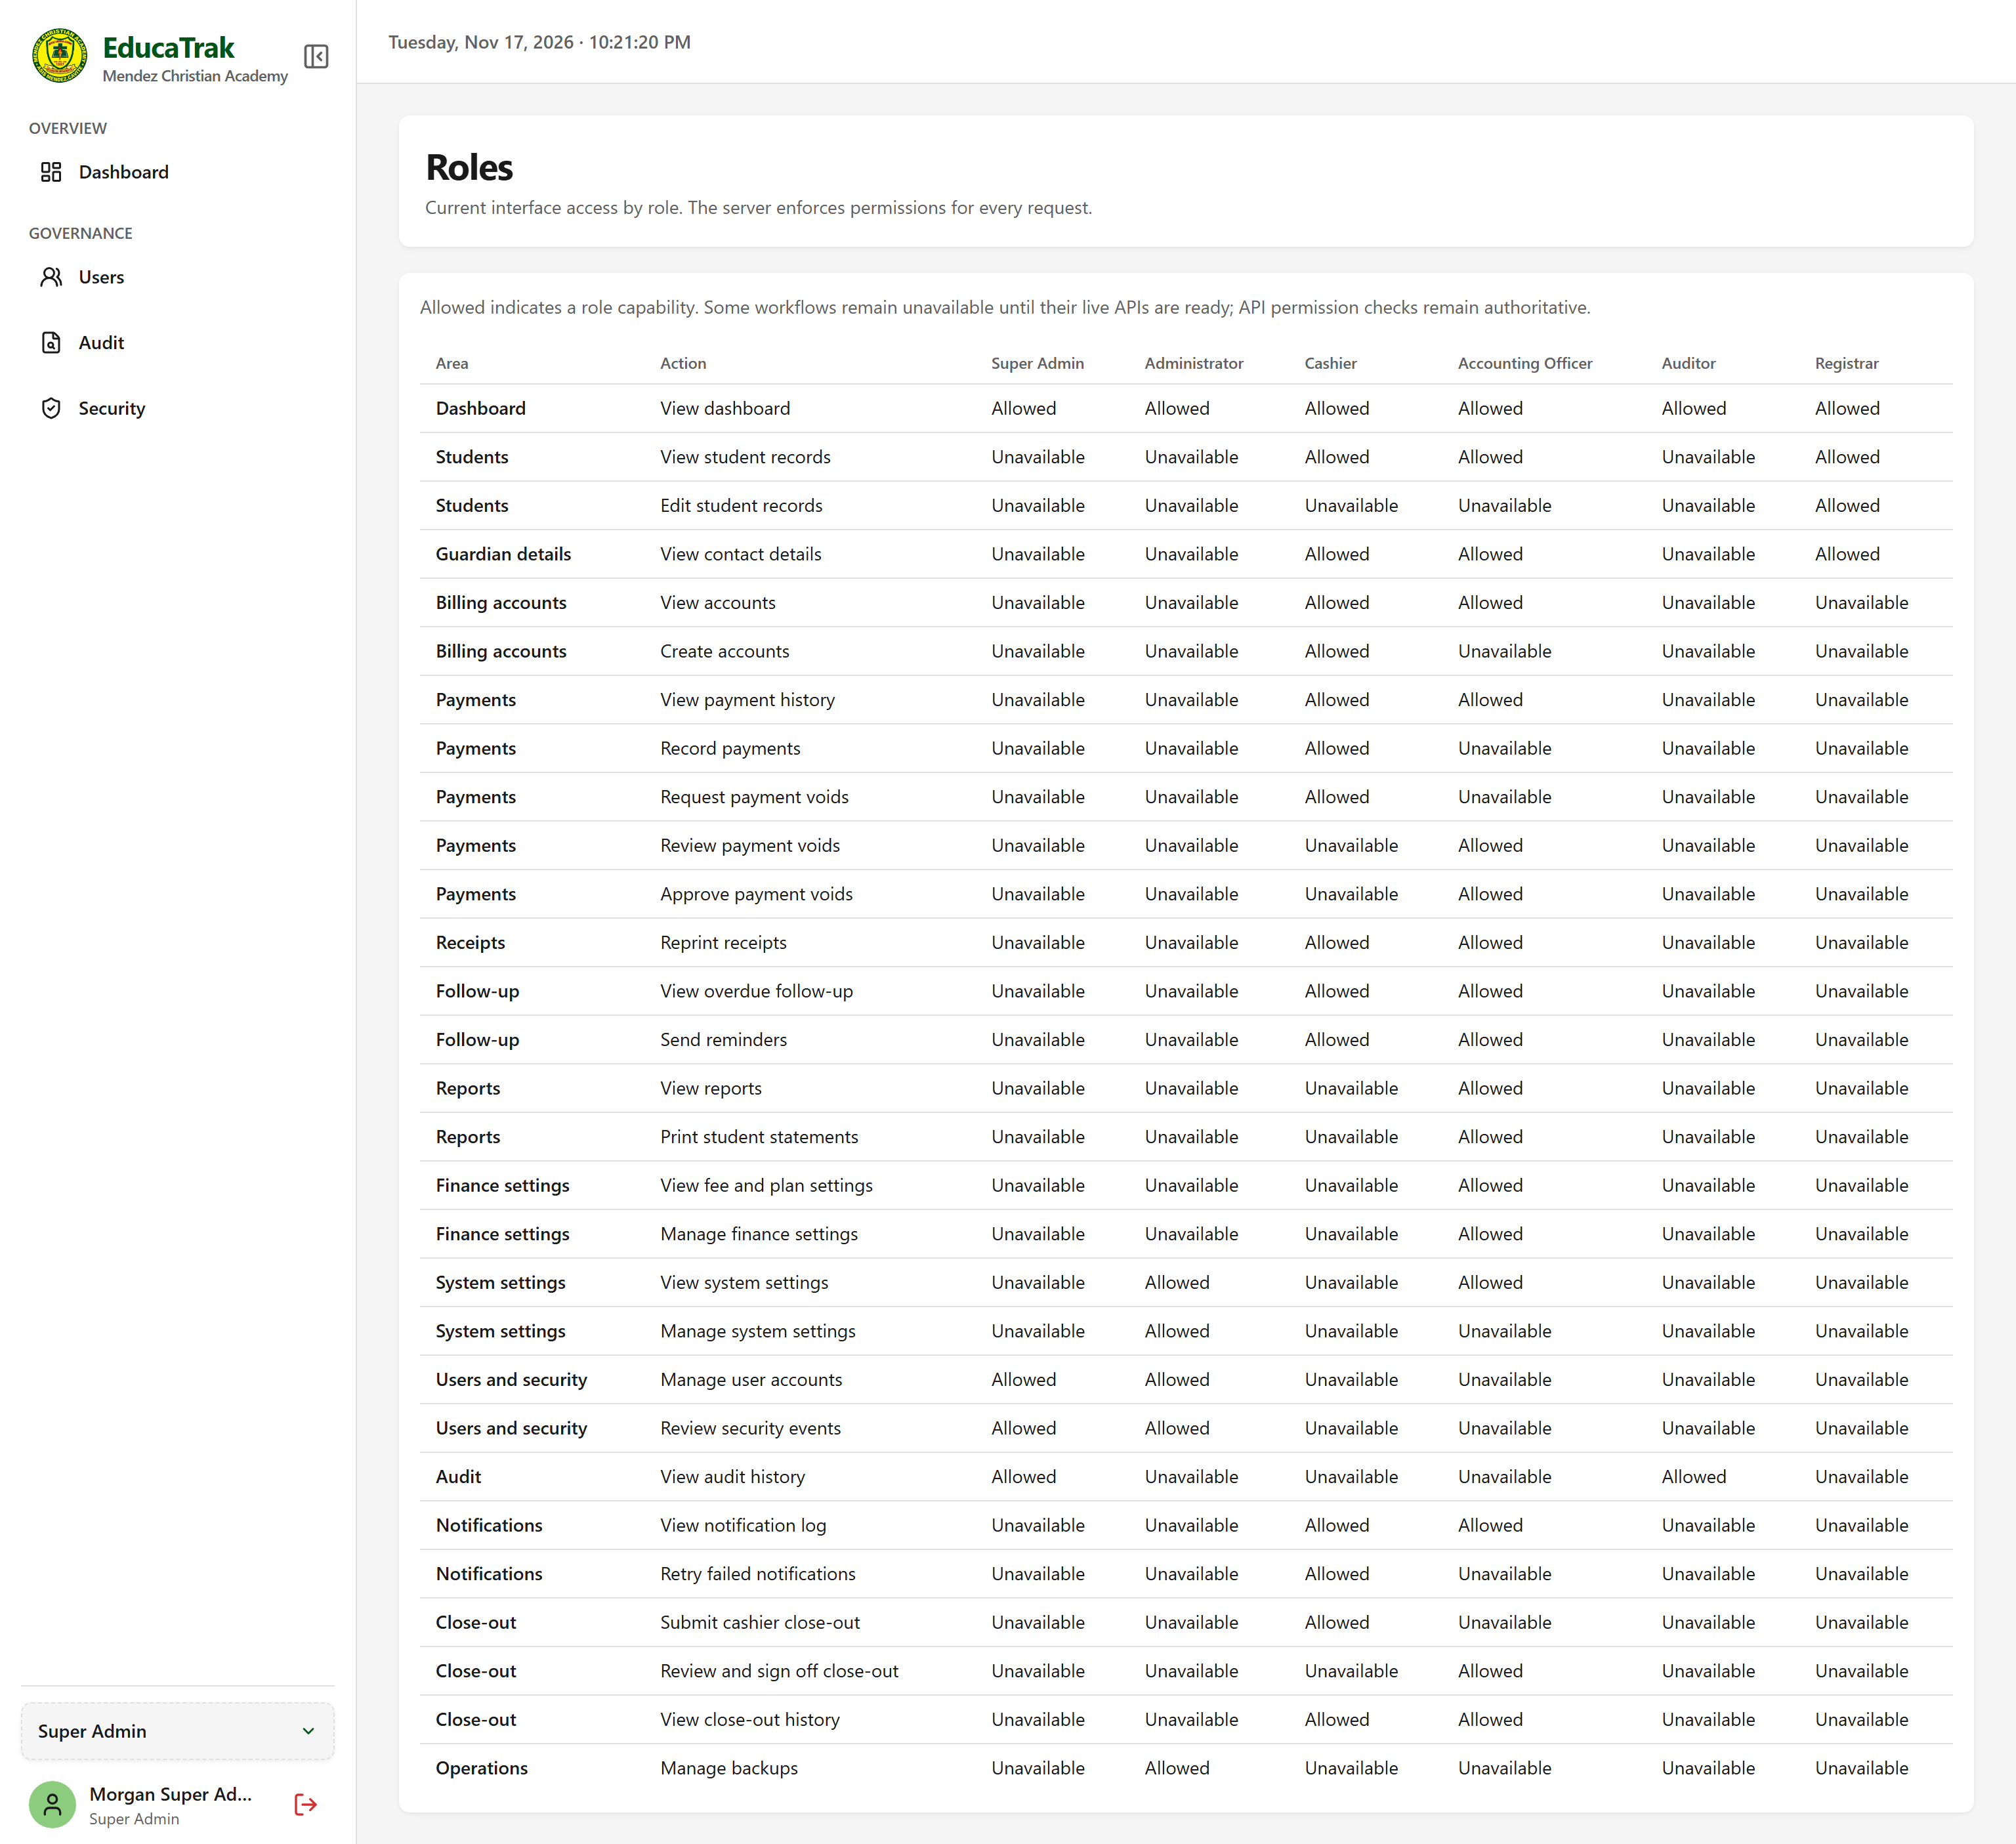 EducaTrak
Mendez Christian Academy
OVERVIEW
Dashboard
GOVERNANCE
Users
Audit
Security
Super Admin
Morgan Super Ad...
Super Admin
Tuesday, Nov 17, 2026 · 10:21:20 PM
Roles
Current interface access by role. The server enforces permissions for every request.
Allowed indicates a role capability. Some workflows remain unavailable until their live APIs are ready; API permission checks remain authoritative.
Area Action Super Admin Administrator Cashier Accounting Officer Auditor Registrar
Dashboard View dashboard Allowed Allowed Allowed Allowed Allowed Allowed
Students View student records Unavailable Unavailable Allowed Allowed Unavailable Allowed
Students Edit student records Unavailable Unavailable Unavailable Unavailable Unavailable Allowed
Guardian details View contact details Unavailable Unavailable Allowed Allowed Unavailable Allowed
Billing accounts View accounts Unavailable Unavailable Allowed Allowed Unavailable Unavailable
Billing accounts Create accounts Unavailable Unavailable Allowed Unavailable Unavailable Unavailable
Payments View payment history Unavailable Unavailable Allowed Allowed Unavailable Unavailable
Payments Record payments Unavailable Unavailable Allowed Unavailable Unavailable Unavailable
Payments Request payment voids Unavailable Unavailable Allowed Unavailable Unavailable Unavailable
Payments Review payment voids Unavailable Unavailable Unavailable Allowed Unavailable Unavailable
Payments Approve payment voids Unavailable Unavailable Unavailable Allowed Unavailable Unavailable
Receipts Reprint receipts Unavailable Unavailable Allowed Allowed Unavailable Unavailable
Follow-up View overdue follow-up Unavailable Unavailable Allowed Allowed Unavailable Unavailable
Follow-up Send reminders Unavailable Unavailable Allowed Allowed Unavailable Unavailable
Reports View reports Unavailable Unavailable Unavailable Allowed Unavailable Unavailable
Reports Print student statements Unavailable Unavailable Unavailable Allowed Unavailable Unavailable
Finance settings View fee and plan settings Unavailable Unavailable Unavailable Allowed Unavailable Unavailable
Finance settings Manage finance settings Unavailable Unavailable Unavailable Allowed Unavailable Unavailable
System settings View system settings Unavailable Allowed Unavailable Allowed Unavailable Unavailable
System settings Manage system settings Unavailable Allowed Unavailable Unavailable Unavailable Unavailable
Users and security Manage user accounts Allowed Allowed Unavailable Unavailable Unavailable Unavailable
Users and security Review security events Allowed Allowed Unavailable Unavailable Unavailable Unavailable
Audit View audit history Allowed Unavailable Unavailable Unavailable Allowed Unavailable
Notifications View notification log Unavailable Unavailable Allowed Allowed Unavailable Unavailable
Notifications Retry failed notifications Unavailable Unavailable Allowed Unavailable Unavailable Unavailable
Close-out Submit cashier close-out Unavailable Unavailable Allowed Unavailable Unavailable Unavailable
Close-out Review and sign off close-out Unavailable Unavailable Unavailable Allowed Unavailable Unavailable
Close-out View close-out history Unavailable Unavailable Allowed Allowed Unavailable Unavailable
Operations Manage backups Unavailable Allowed Unavailable Unavailable Unavailable Unavailable